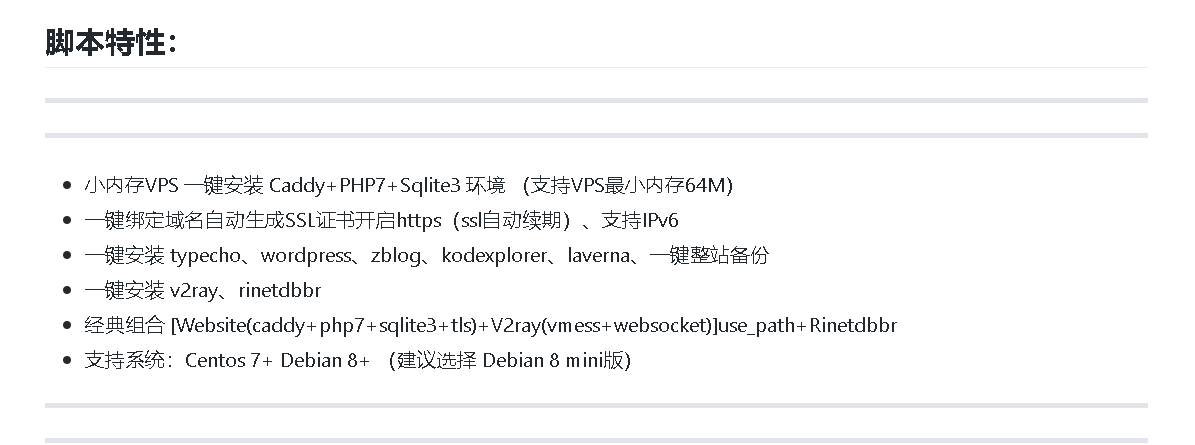 脚本特性：
小内存VPS 一键安装 Caddy+PHP7+Sqlite3 环境 （支持VPS最小内存64M）
一键绑定域名自动生成SSL证书开启https（ssl自动续期）、支持IPv6
一键安装 typecho、wordpress、zblog、kodexplorer、laverna、一键整站备份
一键安装 v2ray、rinetdbbr
经典组合 [Website(caddy+php7+sqlite3+tls)+V2ray(vmess+websocket)]use_path+Rinetdbbr
支持系统：Centos 7+ Debian 8+ （建议选择 Debian 8 mini版）